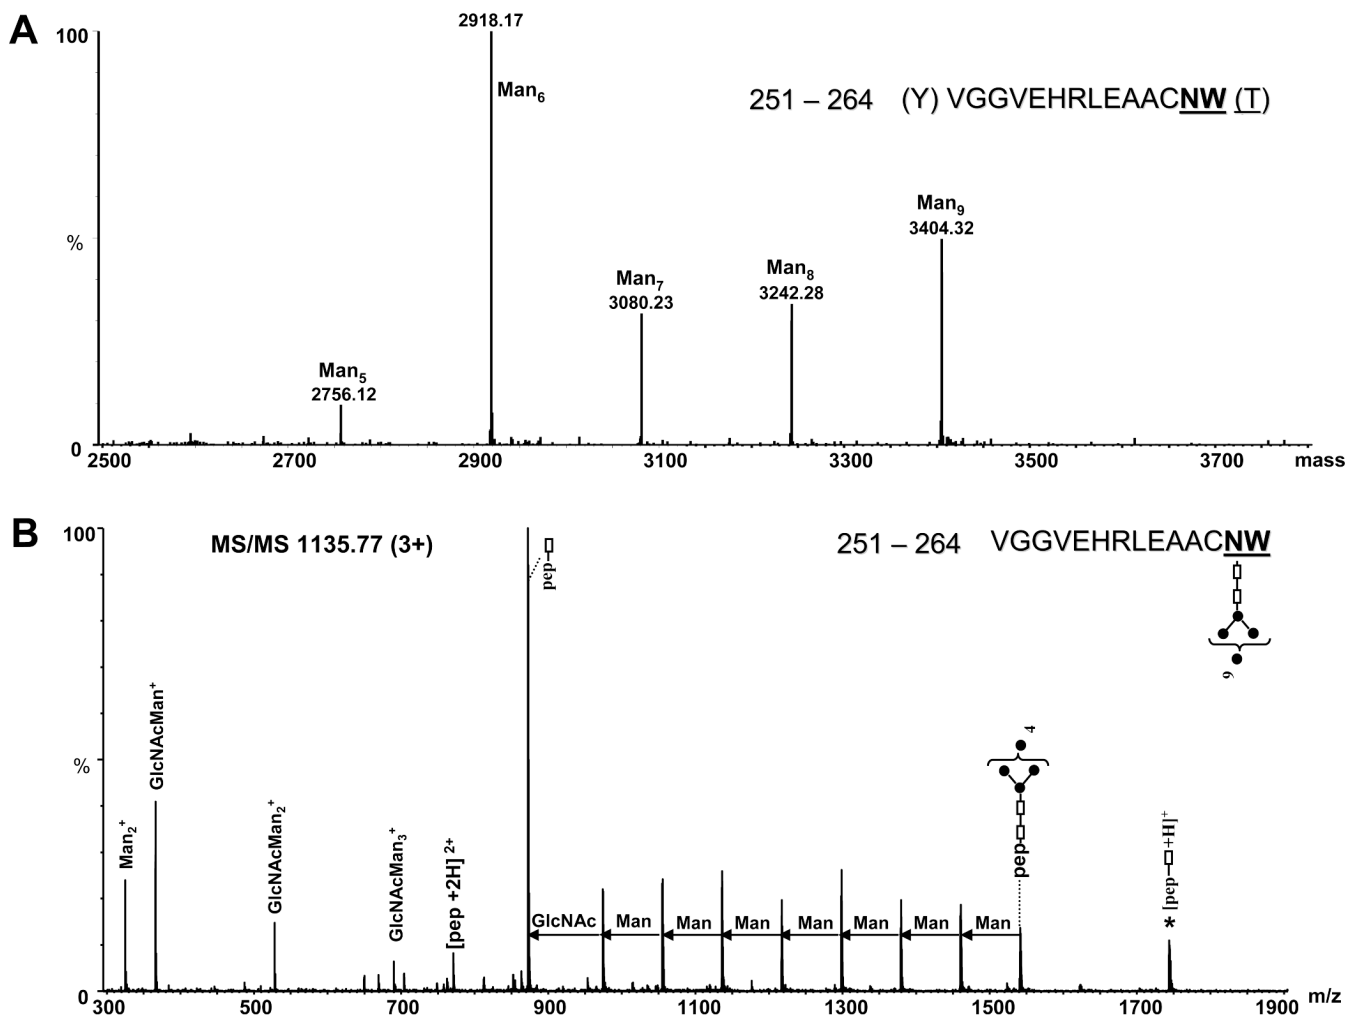 A
100
2918.17
Man6
251 – 264 (Y) VGGVEHRLEAACNW (T)
Man9
3404.32
%
Man7
3080.23
Man8
3242.28
Man5
2756.12
0
2500 2700 2900 3100 3300 3500 3700 mass
B
100
MS/MS 1135.77 (3+)
pep
251 – 264 VGGVEHRLEAACNW
6
%
Man2+
GlcNAcMan+
GlcNAcMan2+
GlcNAcMan3+
[pep +2H] 2+
4
pep
[pep +H]+
*
GlcNAc Man Man Man Man Man Man Man
0
300 500 700 900 1100 1300 1500 1700 1900 m/z